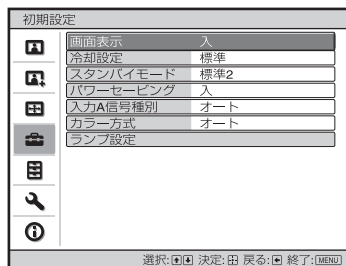 初期設定
画面表示 入
冷却設定 標準
スタンバイモード 標準2
パワーセービング 入
入力A信号種別 オート
カラー方式 オート
ランプ設定
選択: 決定: 戻る: 終了:MENU